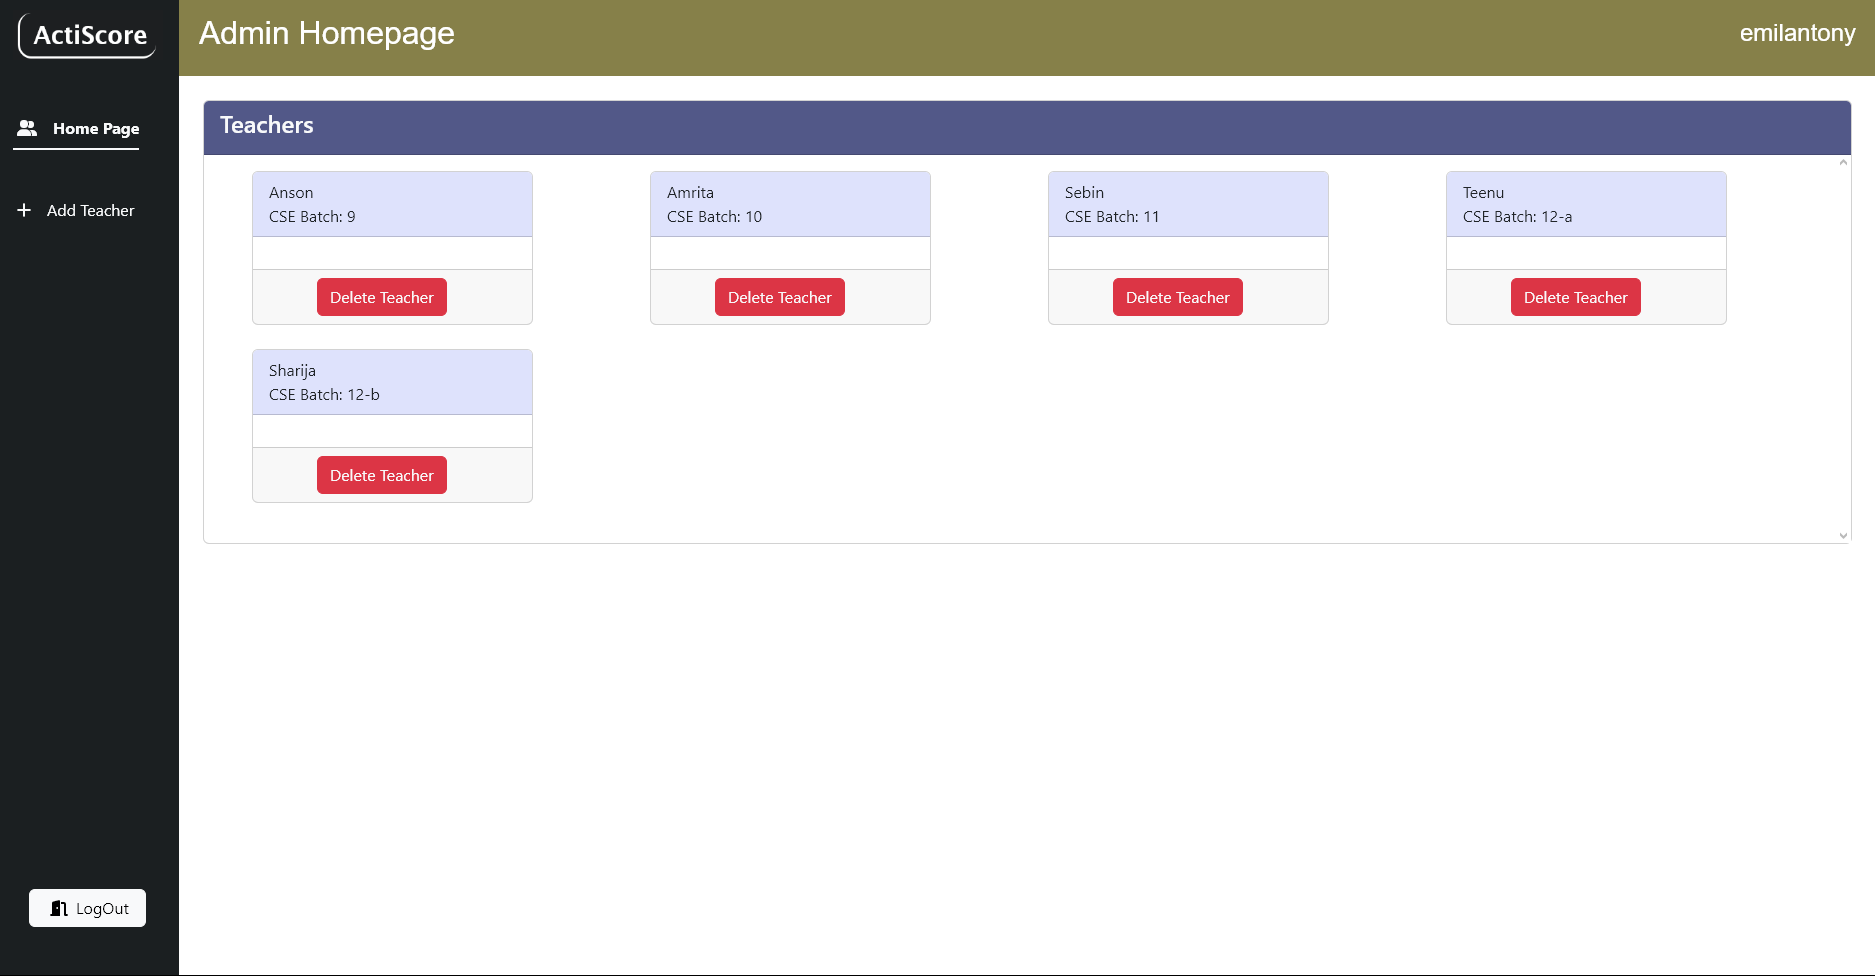 ActiScore
Admin Homepage
emilantony
Home Page
Add Teacher
Teachers
Anson
CSE Batch: 9
Delete Teacher
Amrita
CSE Batch: 10
Delete Teacher
Sebin
CSE Batch: 11
Delete Teacher
Teenu
CSE Batch: 12-a
Delete Teacher
Sharija
CSE Batch: 12-b
Delete Teacher
LogOut